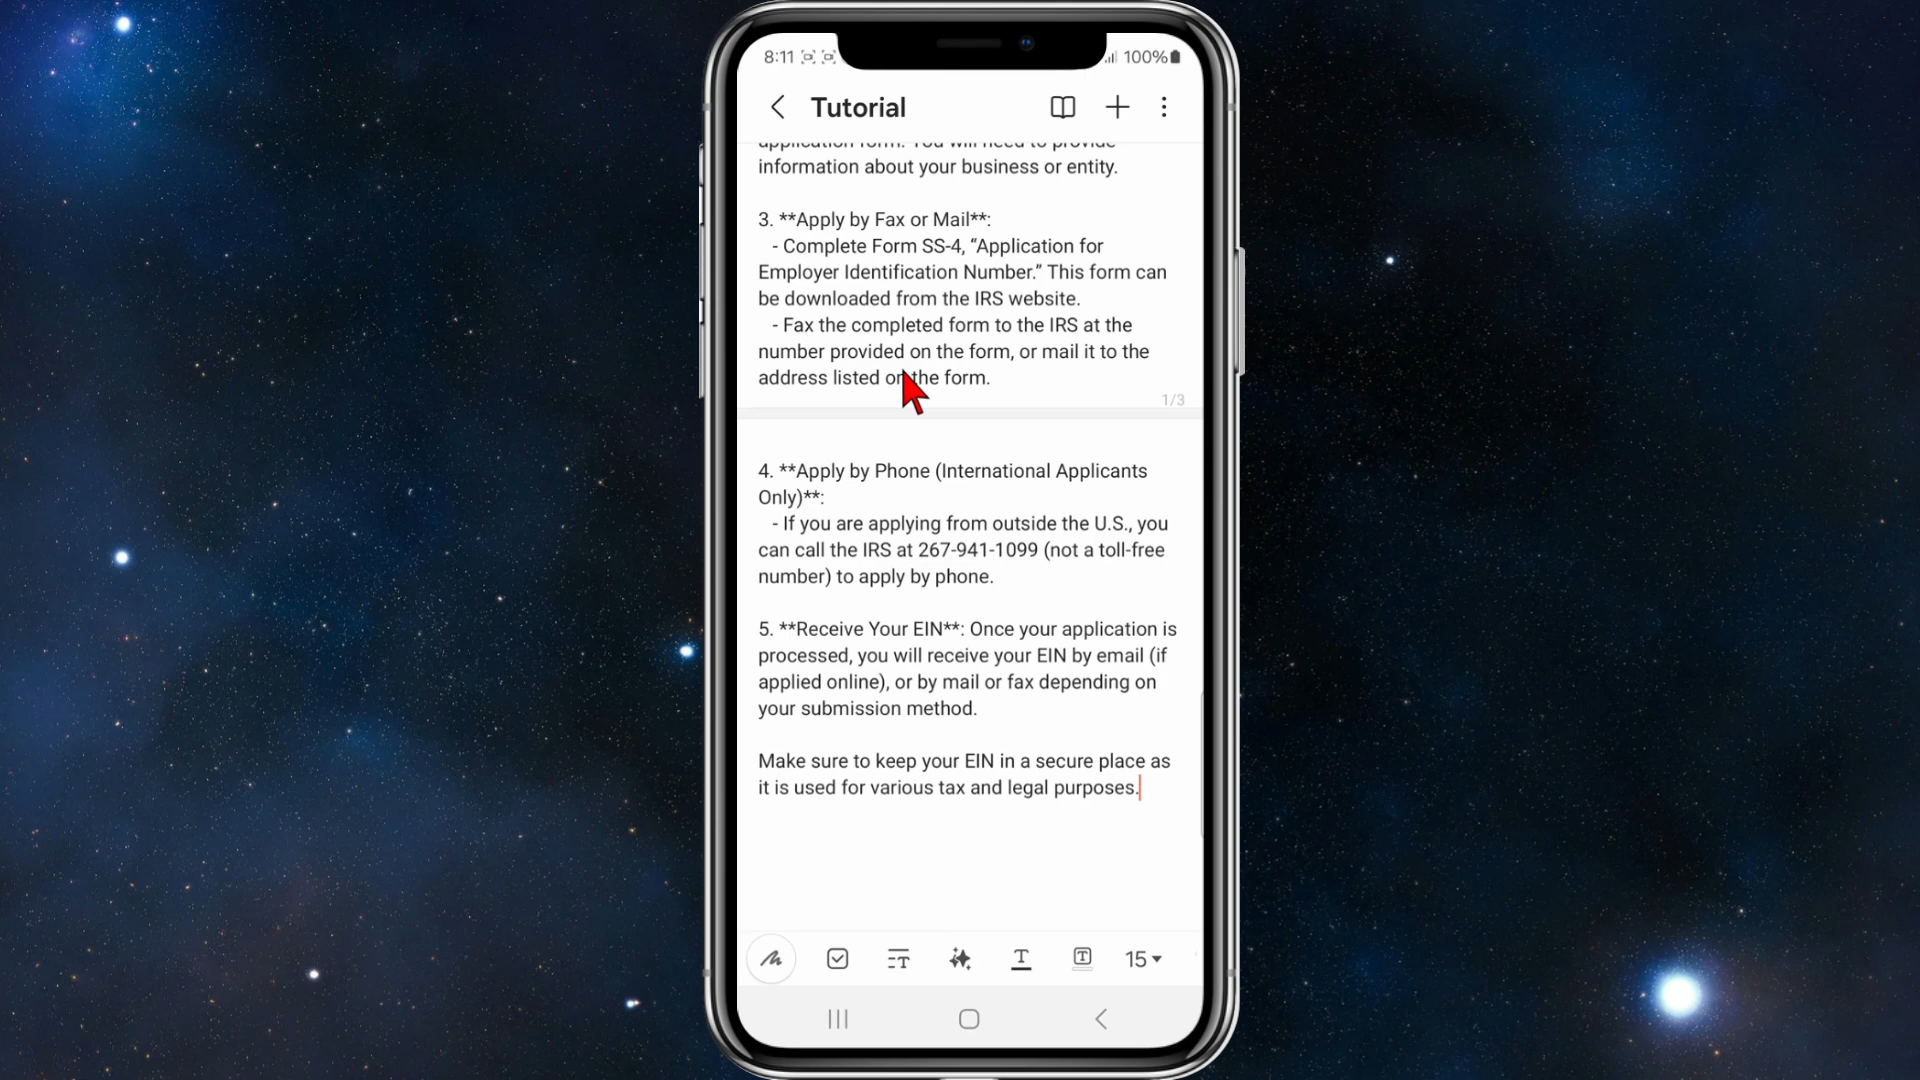 8:11
100%
Tutorial
application form. You will need to provide
information about your business or entity.
3. **Apply by Fax or Mail**:
- Complete Form SS-4, “Application for
Employer Identification Number.” This form can
be downloaded from the IRS website.
- Fax the completed form to the IRS at the
number provided on the form, or mail it to the
address listed on the form.
1/3
4. **Apply by Phone (International Applicants
Only)**:
- If you are applying from outside the U.S., you
can call the IRS at 267-941-1099 (not a toll-free
number) to apply by phone.
5. **Receive Your EIN**: Once your application is
processed, you will receive your EIN by email (if
applied online), or by mail or fax depending on
your submission method.
Make sure to keep your EIN in a secure place as
it is used for various tax and legal purposes.
15